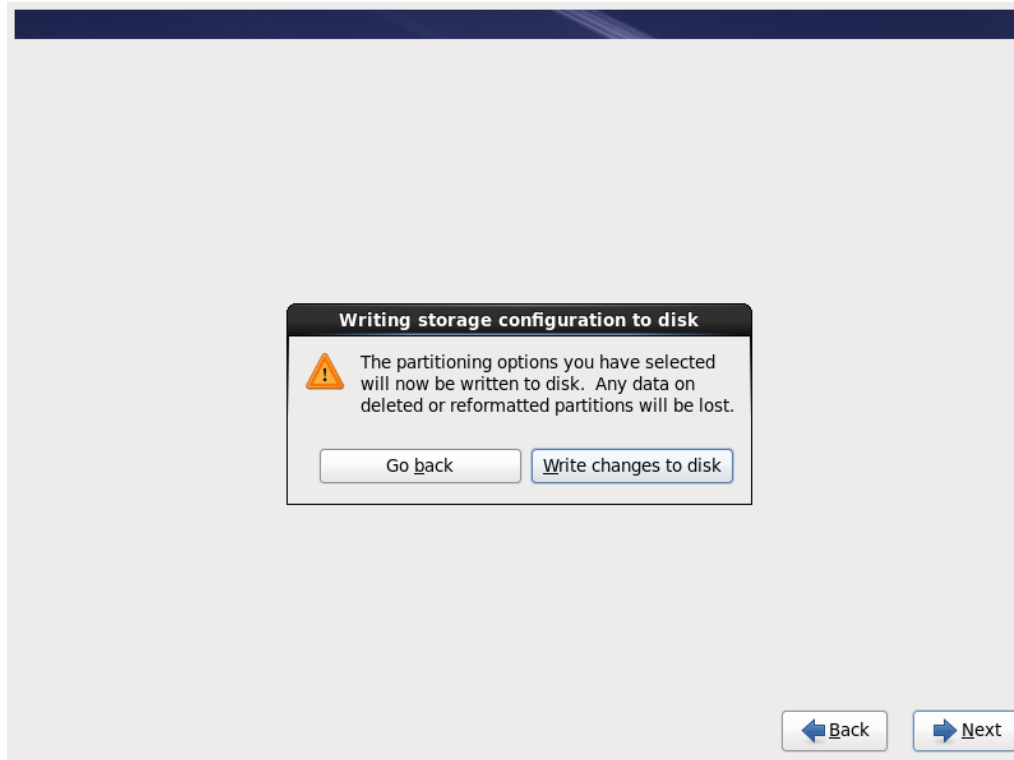 Writing storage configuration to disk
The partitioning options you have selected
will now be written to disk.  Any data on
deleted or reformatted partitions will be lost.
Go back
Write changes to disk
Back
Next